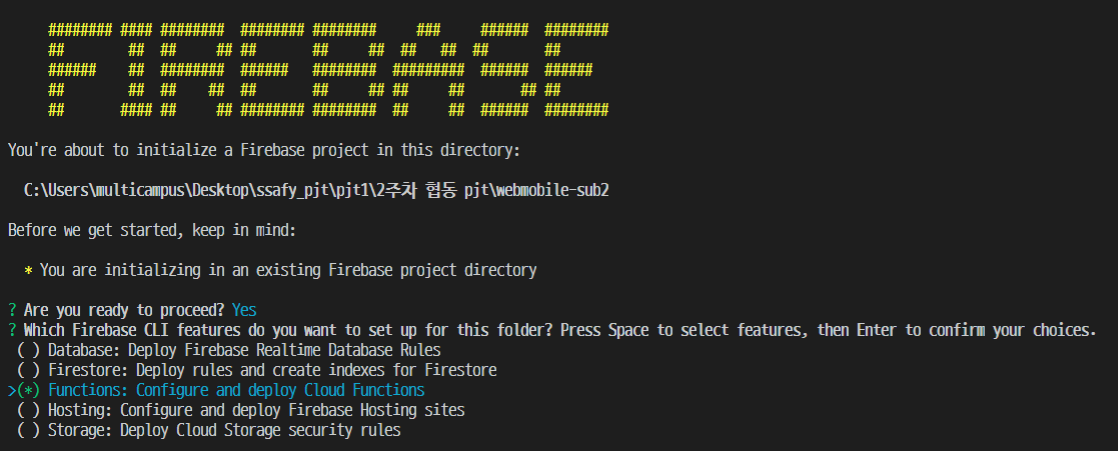 FIREBASE
You're about to initialize a Firebase project in this directory:
C:\Users\multicampus\Desktop\ssafy_pjt\pjt1\2주차 협동 pjt\webmobile-sub2
Before we get started, keep in mind:
* You are initializing in an existing Firebase project directory
? Are you ready to proceed? Yes
? Which Firebase CLI features do you want to set up for this folder? Press Space to select features, then Enter to confirm your choices.
( ) Database: Deploy Firebase Realtime Database Rules
( ) Firestore: Deploy rules and create indexes for Firestore
>(*) Functions: Configure and deploy Cloud Functions
( ) Hosting: Configure and deploy Firebase Hosting sites
( ) Storage: Deploy Cloud Storage security rules